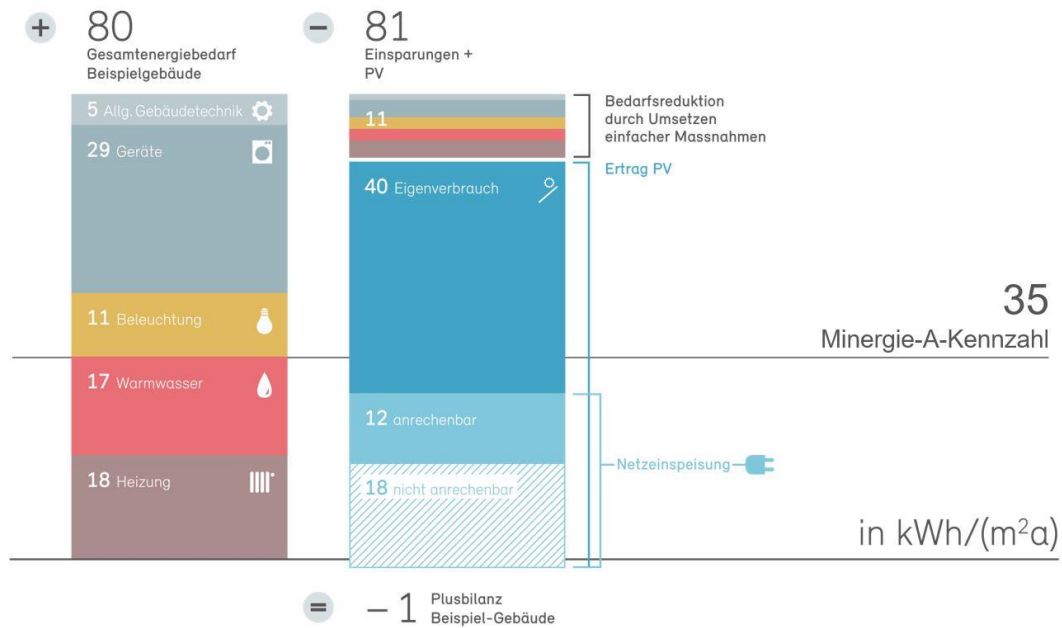 + 80
Gesamtenergiebedarf
Beispielgebäude
5 Allg. Gebäudetechnik
29 Geräte
11 Beleuchtung
17 Warmwasser
18 Heizung
− 81
Einsparungen +
PV
11
40 Eigenverbrauch
12 anrechenbar
18 nicht anrechenbar
Bedarfsreduktion
durch Umsetzen
einfacher Massnahmen
Ertrag PV
Netzeinspeisung
35
Minergie-A-Kennzahl
in kWh/(m²a)
= – 1 Plusbilanz
Beispiel-Gebäude